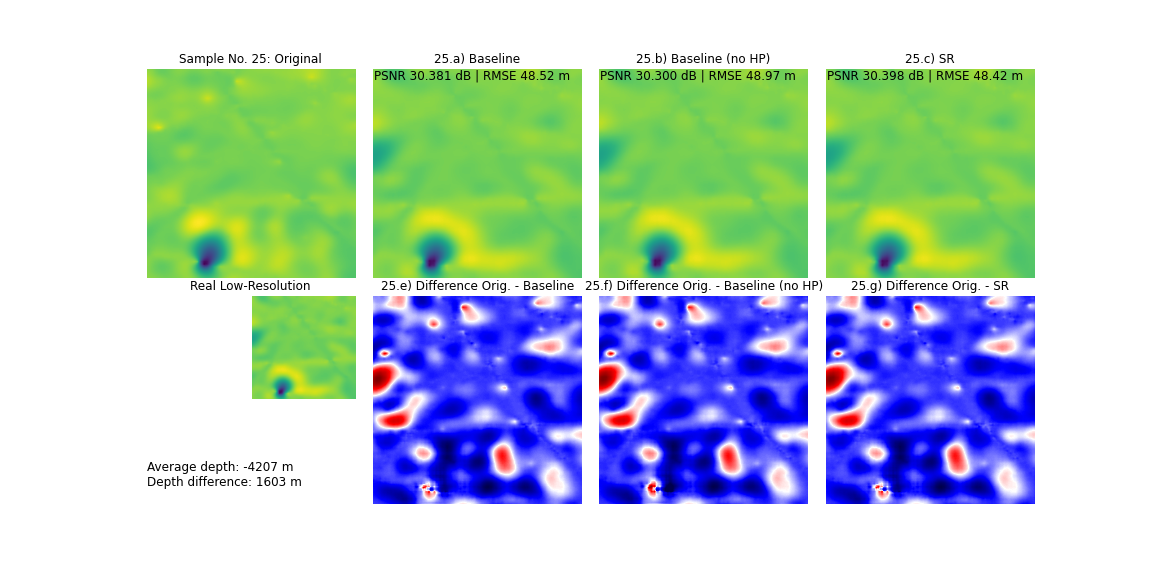 Sample No. 25: Original
25.a) Baseline
25.b) Baseline (no HP)
25.c) SR
PSNR 30.381 dB | RMSE 48.52 m
PSNR 30.300 dB | RMSE 48.97 m
PSNR 30.398 dB | RMSE 48.42 m
Real Low-Resolution
25.e) Difference Orig. - Baseline
25.f) Difference Orig. - Baseline (no HP)
25.g) Difference Orig. - SR
Average depth: -4207 m
Depth difference: 1603 m